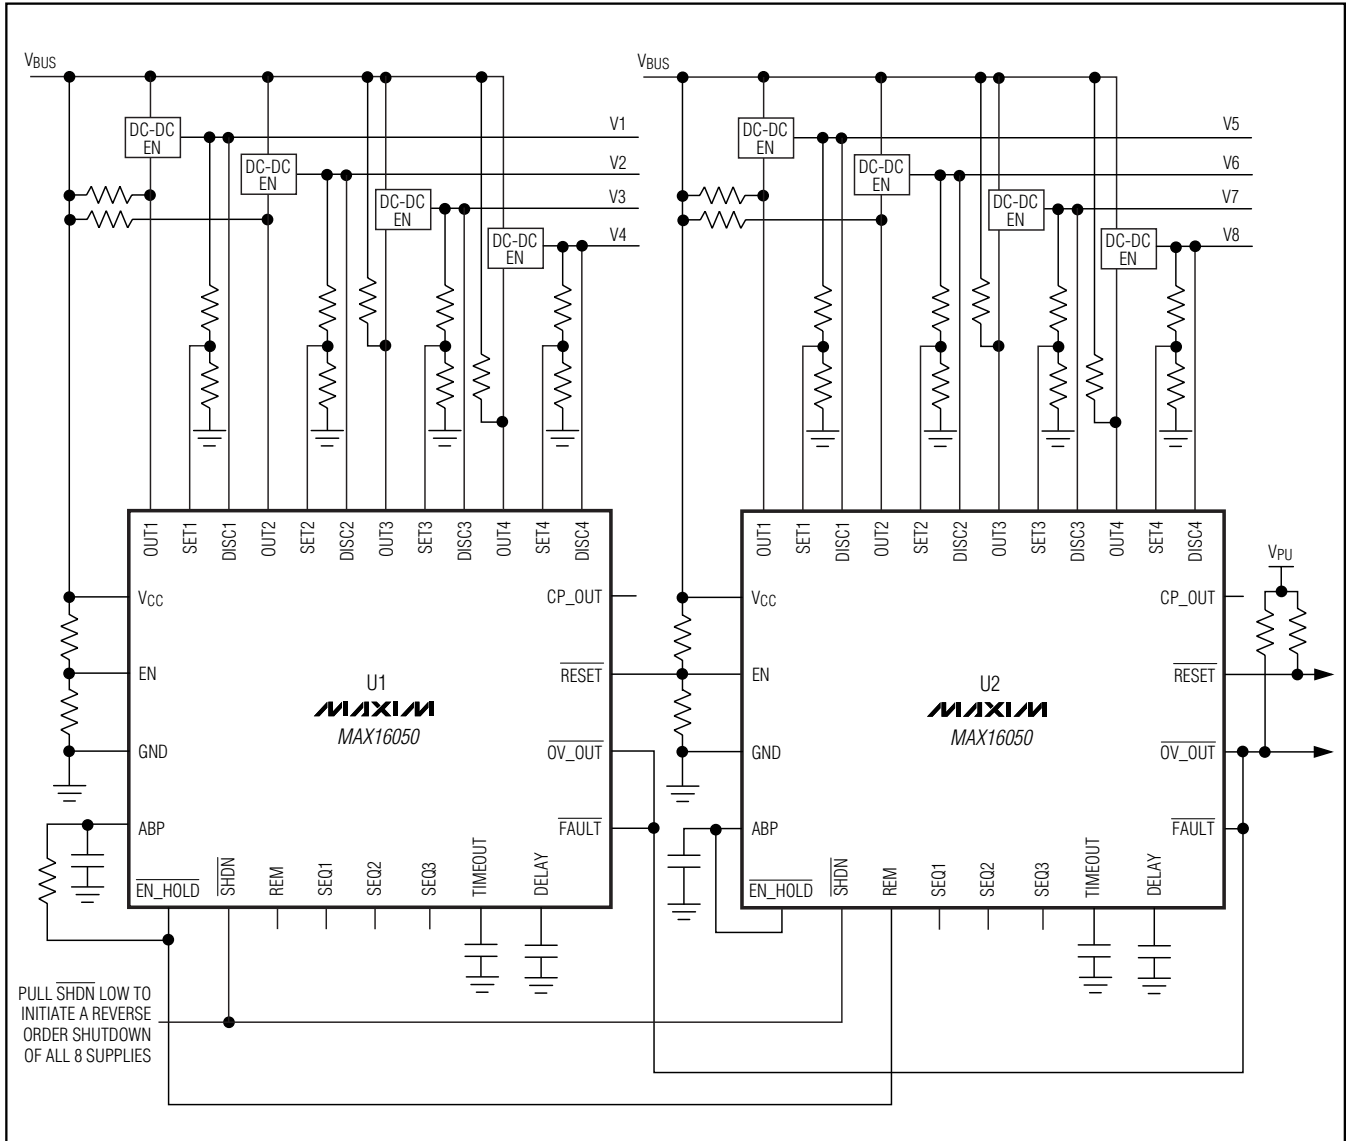 VBUS
VBUS
DC-DC
EN
V1
DC-DC
EN
V2
DC-DC
EN
V3
DC-DC
EN
V4
DC-DC
EN
V5
DC-DC
EN
V6
DC-DC
EN
V7
DC-DC
EN
V8
OUT1
SET1
DISC1
OUT2
SET2
DISC2
OUT3
SET3
DISC3
OUT4
SET4
DISC4
VCC
EN
GND
ABP
EN_HOLD
SHDN
REM
SEQ1
SEQ2
SEQ3
TIMEOUT
DELAY
CP_OUT
RESET
OV_OUT
FAULT
U1
MAXIM
MAX16050
OUT1
SET1
DISC1
OUT2
SET2
DISC2
OUT3
SET3
DISC3
OUT4
SET4
DISC4
VCC
EN
GND
ABP
EN_HOLD
SHDN
REM
SEQ1
SEQ2
SEQ3
TIMEOUT
DELAY
CP_OUT
RESET
OV_OUT
FAULT
U2
MAXIM
MAX16050
VPU
PULL SHDN LOW TO
INITIATE A REVERSE
ORDER SHUTDOWN
OF ALL 8 SUPPLIES